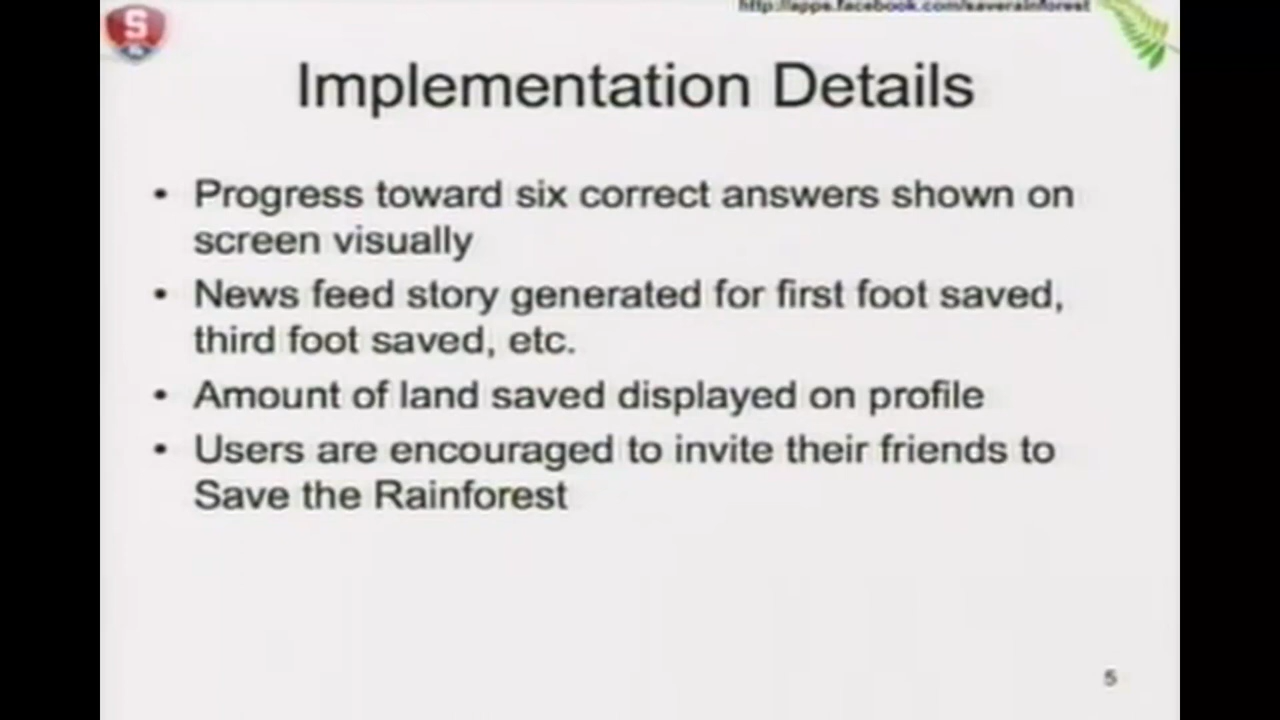 http://apps.facebook.com/saverainforest
S
Implementation Details
• Progress toward six correct answers shown on
screen visually
• News feed story generated for first foot saved,
third foot saved, etc.
• Amount of land saved displayed on profile
• Users are encouraged to invite their friends to
Save the Rainforest
5